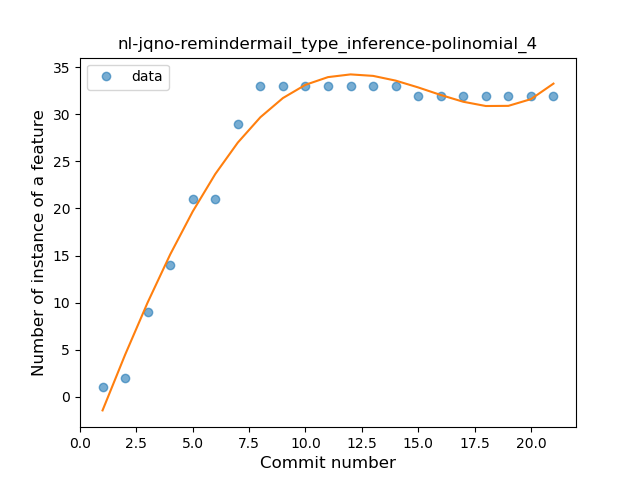 nl-jqno-remindermail_type_inference-polinomial_4
data
Number of instance of a feature
35
30
25
20
15
10
5
0
0.0 2.5 5.0 7.5 10.0 12.5 15.0 17.5 20.0
Commit number